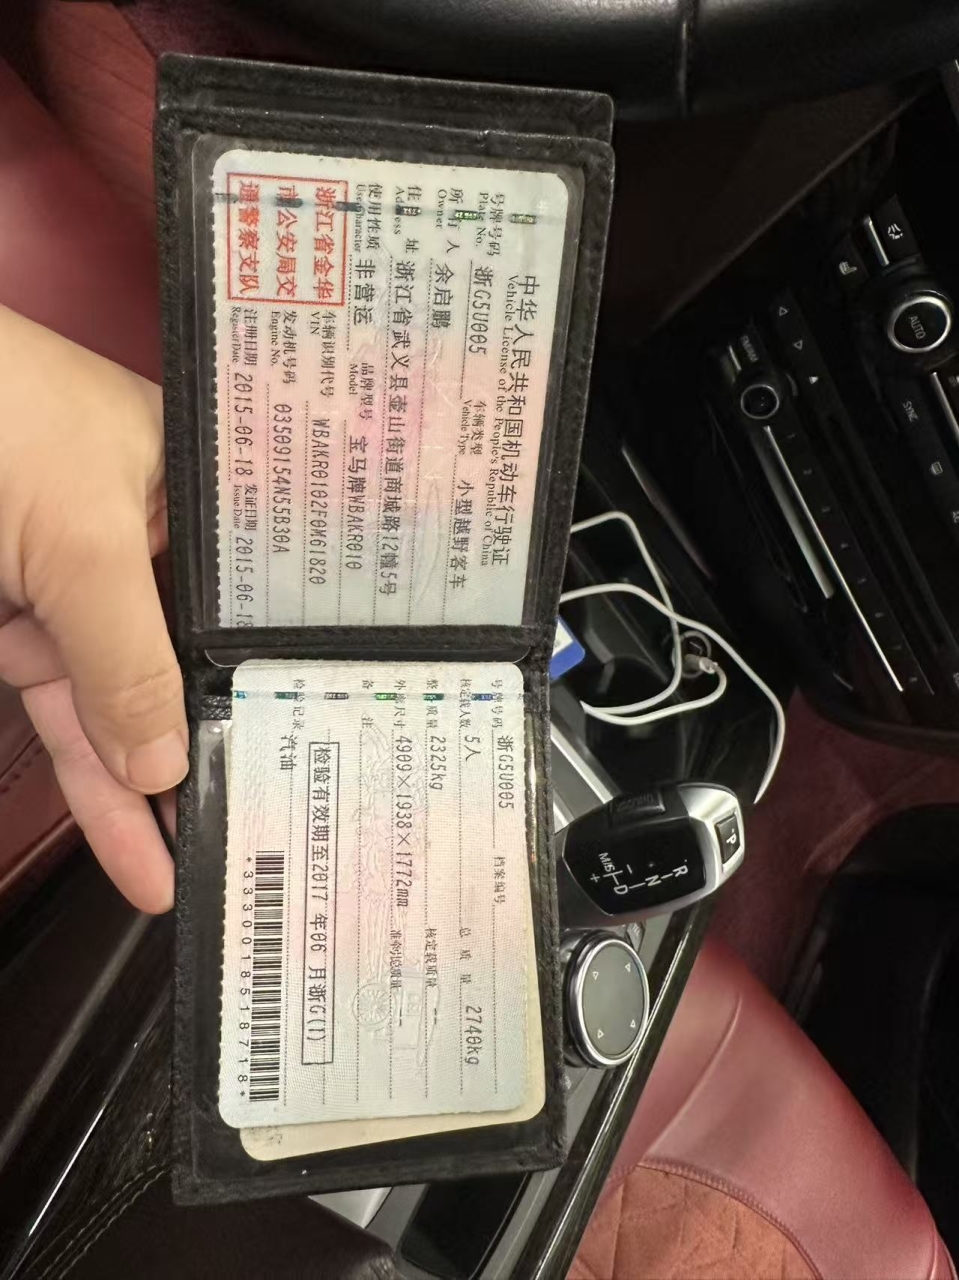 中华人民共和国机动车行驶证
Vehicle License of the People's Republic of China
号牌号码 浙G5U005 车辆类型 小型越野客车
Plate No. Vehicle Type
所有人 余启鹏
Owner
住址 浙江省武义县壶山街道商城路12幢5号
Address
使用性质 非营运 品牌型号 宝马牌WBAKR010
Use Character Model
浙江省金华
市公安局交
通警察支队
车辆识别代号 WBAKR0102F0M61820
VIN
发动机号码 03509154N55B30A
Engine No.
注册日期 2015-06-18 发证日期 2015-06-18
Register Date Issue Date
号牌号码 浙G5U005 档案编号
核定载人数 5人 总质量 2740kg
整备质量 2325kg 核定载质量 --
外廓尺寸 4909×1938×1772mm 准牵引总质量 --
备注
检验有效期至2017年06月浙G(1)
检验记录 汽油
*3330018518718*
P
R
N
D
M/S
+
-
AUTO
SYNC